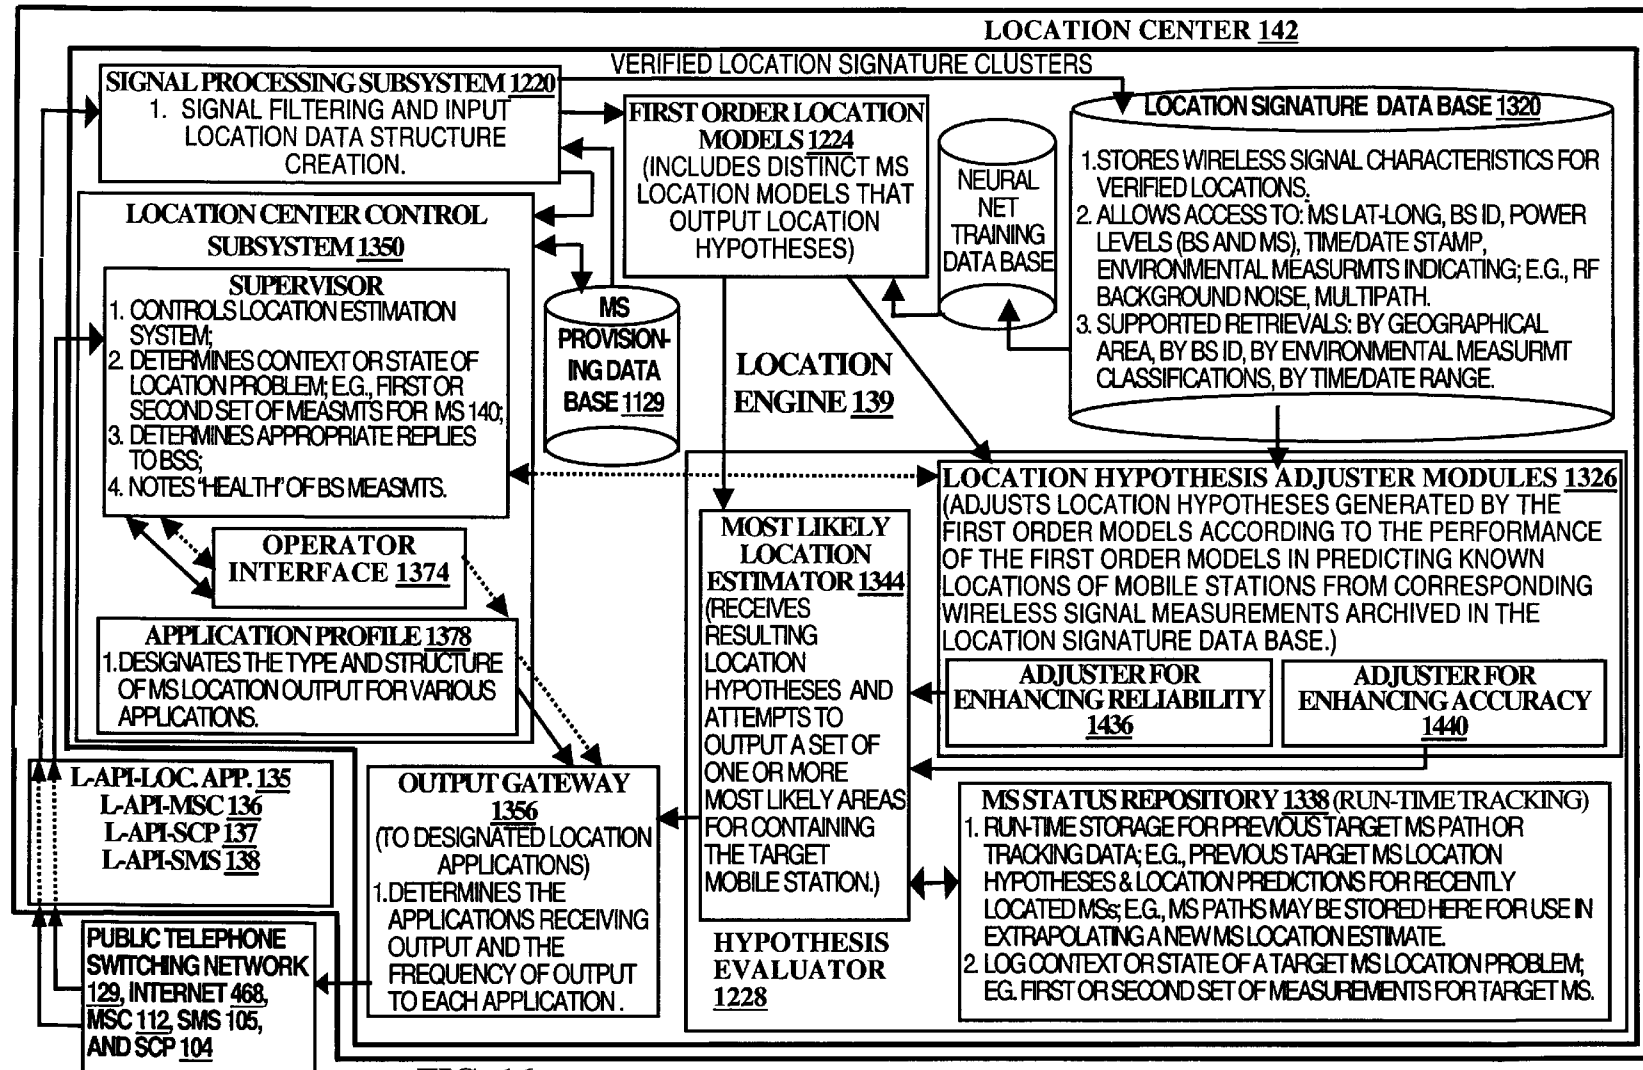 LOCATION CENTER 142
VERIFIED LOCATION SIGNATURE CLUSTERS
SIGNAL PROCESSING SUBSYSTEM 1220
1. SIGNAL FILTERING AND INPUT
LOCATION DATA STRUCTURE
CREATION.
FIRST ORDER LOCATION
MODELS 1224
(INCLUDES DISTINCT MS
LOCATION MODELS THAT
OUTPUT LOCATION
HYPOTHESES)
NEURAL
NET
TRAINING
DATA BASE
LOCATION SIGNATURE DATA BASE 1320
1. STORES WIRELESS SIGNAL CHARACTERISTICS FOR
VERIFIED LOCATIONS.
2. ALLOWS ACCESS TO: MS LAT-LONG, BS ID, POWER
LEVELS (BS AND MS), TIME/DATE STAMP,
ENVIRONMENTAL MEASURMTS INDICATING; E.G., RF
BACKGROUND NOISE, MULTIPATH.
3. SUPPORTED RETRIEVALS: BY GEOGRAPHICAL
AREA, BY BS ID, BY ENVIRONMENTAL MEASURMT
CLASSIFICATIONS, BY TIME/DATE RANGE.
LOCATION CENTER CONTROL
SUBSYSTEM 1350
SUPERVISOR
1. CONTROLS LOCATION ESTIMATION
SYSTEM;
2. DETERMINES CONTEXT OR STATE OF
LOCATION PROBLEM; E.G., FIRST OR
SECOND SET OF MEASMTS FOR MS 140;
3. DETERMINES APPROPRIATE REPLIES
TO BSS;
4. NOTES "HEALTH" OF BS MEASMTS.
MS
PROVISION-
ING DATA
BASE 1129
LOCATION
ENGINE 139
OPERATOR
INTERFACE 1374
APPLICATION PROFILE 1378
1. DESIGNATES THE TYPE AND STRUCTURE
OF MS LOCATION OUTPUT FOR VARIOUS
APPLICATIONS.
MOST LIKELY
LOCATION
ESTIMATOR 1344
(RECEIVES
RESULTING
LOCATION
HYPOTHESES AND
ATTEMPTS TO
OUTPUT A SET OF
ONE OR MORE
MOST LIKELY AREAS
FOR CONTAINING
THE TARGET
MOBILE STATION.)
LOCATION HYPOTHESIS ADJUSTER MODULES 1326
(ADJUSTS LOCATION HYPOTHESES GENERATED BY THE
FIRST ORDER MODELS ACCORDING TO THE PERFORMANCE
OF THE FIRST ORDER MODELS IN PREDICTING KNOWN
LOCATIONS OF MOBILE STATIONS FROM CORRESPONDING
WIRELESS SIGNAL MEASUREMENTS ARCHIVED IN THE
LOCATION SIGNATURE DATA BASE.)
ADJUSTER FOR
ENHANCING RELIABILITY
1436
ADJUSTER FOR
ENHANCING ACCURACY
1440
L-API-LOC. APP. 135
L-API-MSC 136
L-API-SCP 137
L-API-SMS 138
OUTPUT GATEWAY
1356
(TO DESIGNATED LOCATION
APPLICATIONS)
1. DETERMINES THE
APPLICATIONS RECEIVING
OUTPUT AND THE
FREQUENCY OF OUTPUT
TO EACH APPLICATION .
MS STATUS REPOSITORY 1338 (RUN-TIME TRACKING)
1. RUN-TIME STORAGE FOR PREVIOUS TARGET MS PATH OR
TRACKING DATA; E.G., PREVIOUS TARGET MS LOCATION
HYPOTHESES & LOCATION PREDICTIONS FOR RECENTLY
LOCATED MSs; E.G., MS PATHS MAY BE STORED HERE FOR USE IN
EXTRAPOLATING A NEW MS LOCATION ESTIMATE.
2. LOG CONTEXT OR STATE OF A TARGET MS LOCATION PROBLEM;
EG. FIRST OR SECOND SET OF MEASUREMENTS FOR TARGET MS.
HYPOTHESIS
EVALUATOR
1228
PUBLIC TELEPHONE
SWITCHING NETWORK
129, INTERNET 468,
MSC 112, SMS 105,
AND SCP 104